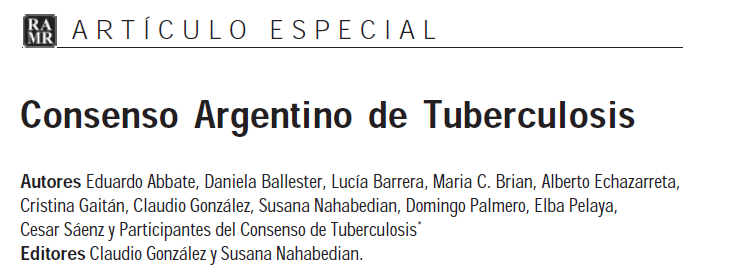 RA
MR
ARTÍCULO ESPECIAL
Consenso Argentino de Tuberculosis
Autores Eduardo Abbate, Daniela Ballester, Lucía Barrera, Maria C. Brian, Alberto Echazarreta,
Cristina Gaitán, Claudio González, Susana Nahabedian, Domingo Palmero, Elba Pelaya,
Cesar Sáenz y Participantes del Consenso de Tuberculosis*
Editores Claudio González y Susana Nahabedian.